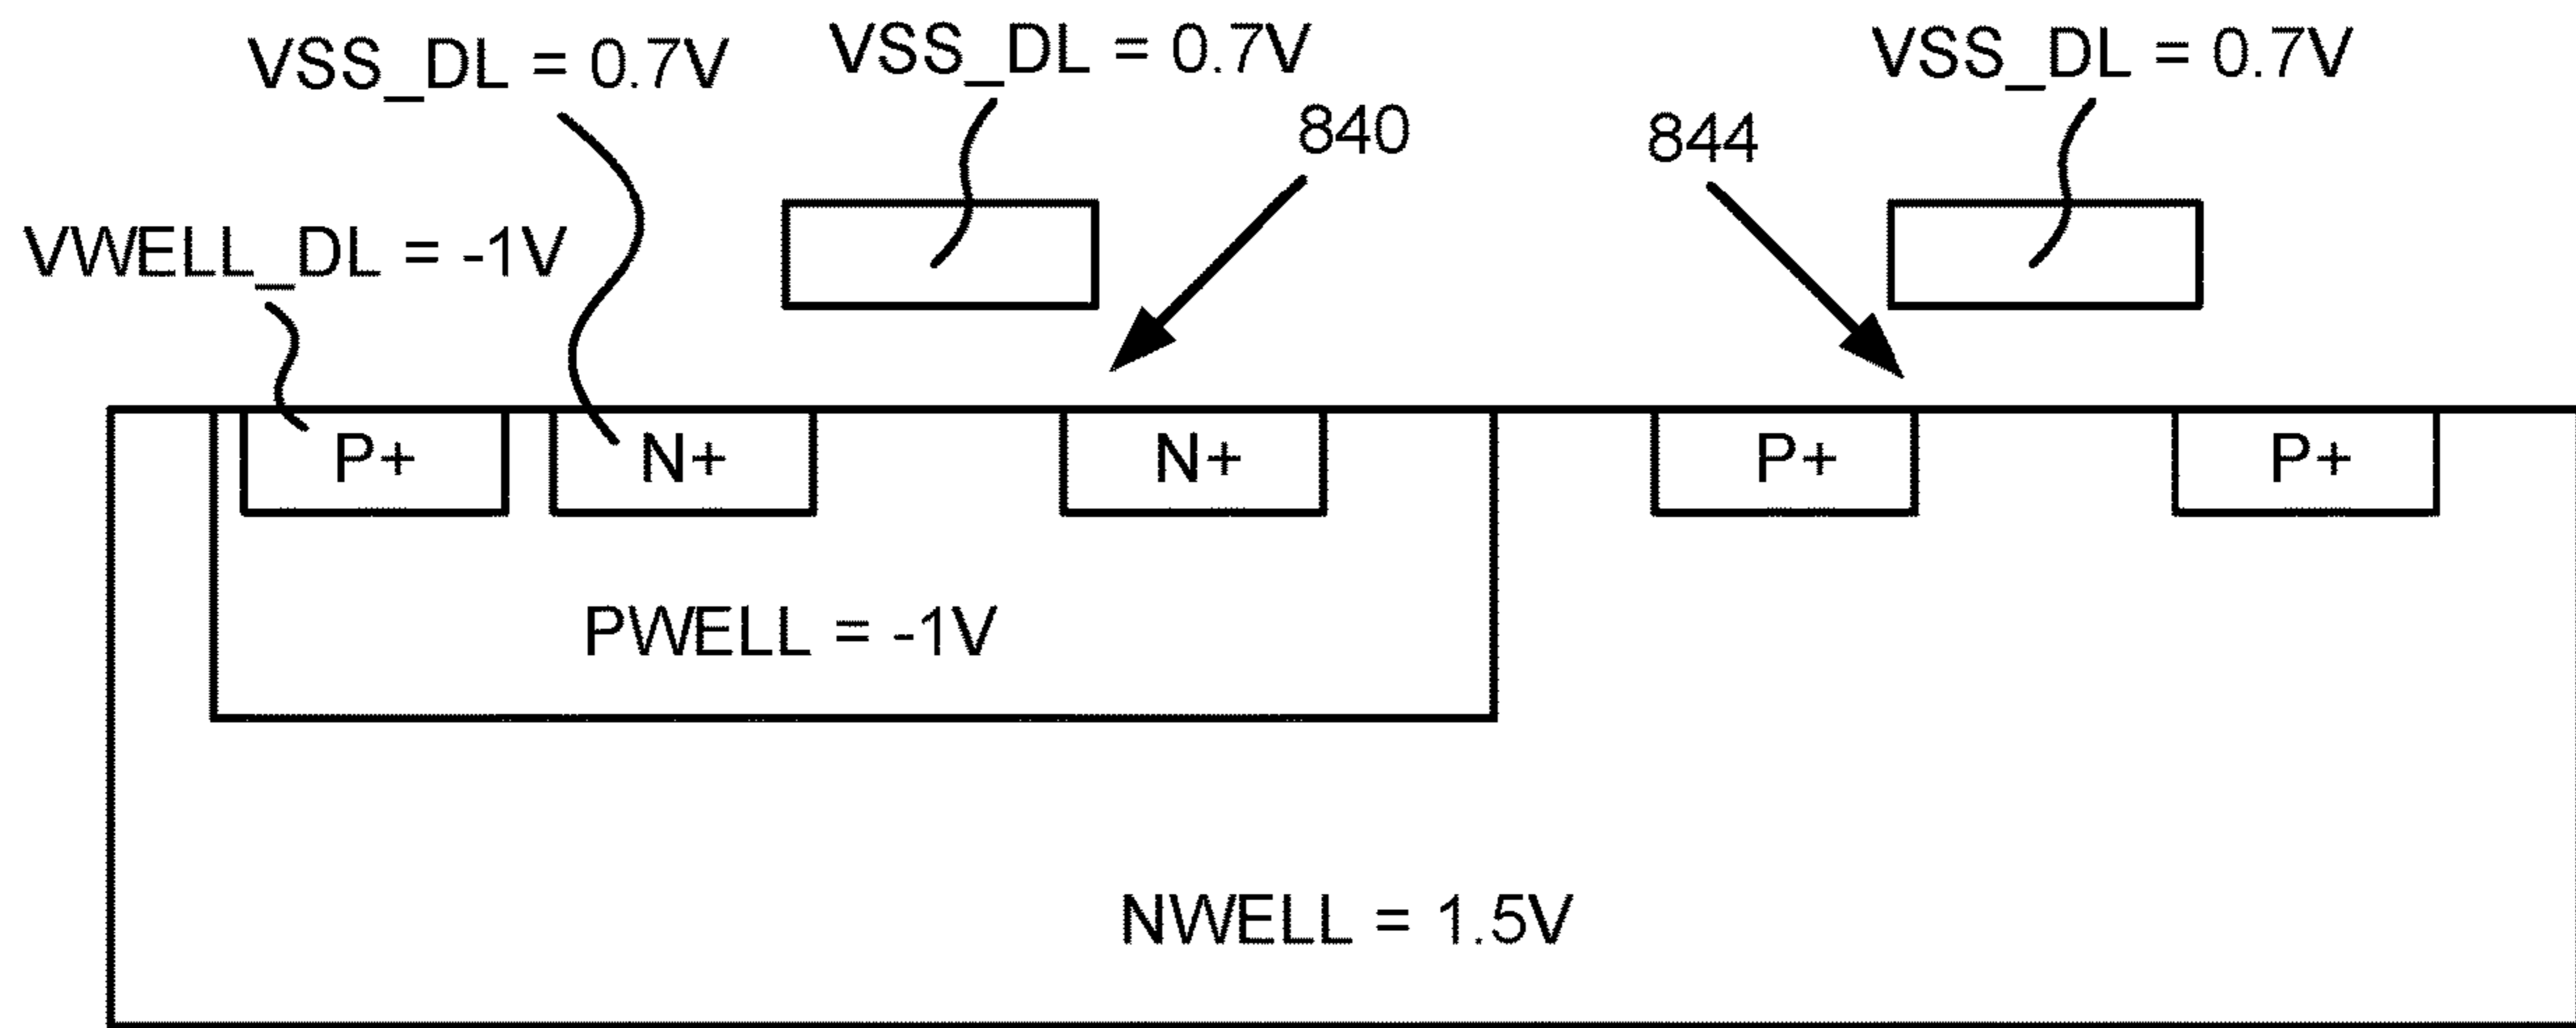 VSS_DL = 0.7V
VSS_DL = 0.7V
VSS_DL = 0.7V
840
844
VWELL_DL = -1V
P+
N+
N+
P+
P+
PWELL = -1V
NWELL = 1.5V